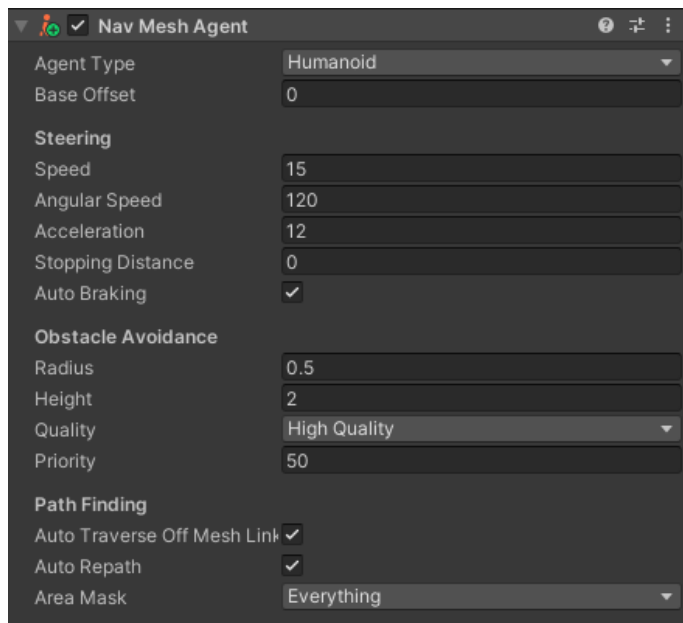 Nav Mesh Agent
Agent Type Humanoid
Base Offset 0
Steering
Speed 15
Angular Speed 120
Acceleration 12
Stopping Distance 0
Auto Braking
Obstacle Avoidance
Radius 0.5
Height 2
Quality High Quality
Priority 50
Path Finding
Auto Traverse Off Mesh Link
Auto Repath
Area Mask Everything